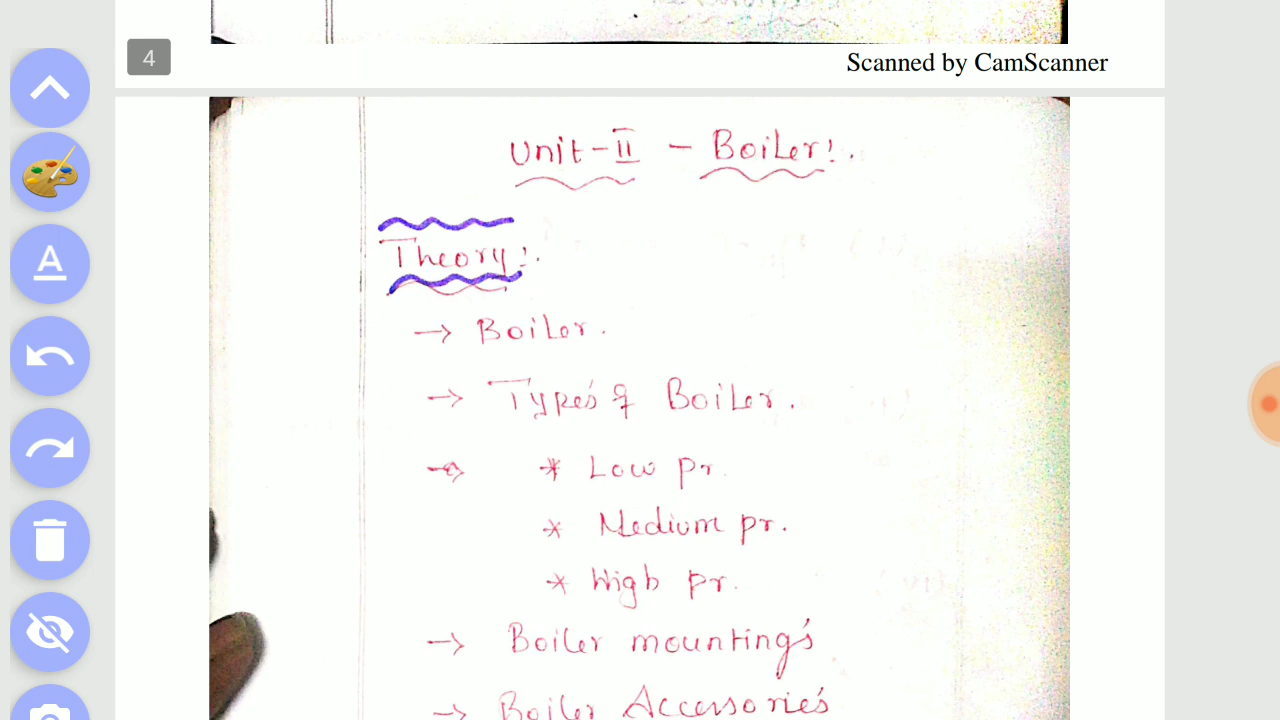 4
Scanned by CamScanner
Unit-II - Boiler:.
Theory:.
→ Boiler.
→ Types of Boiler.
→ * Low pr.
* Medium pr.
* High pr.
→ Boiler mountings
→ Boiler Accessories
A